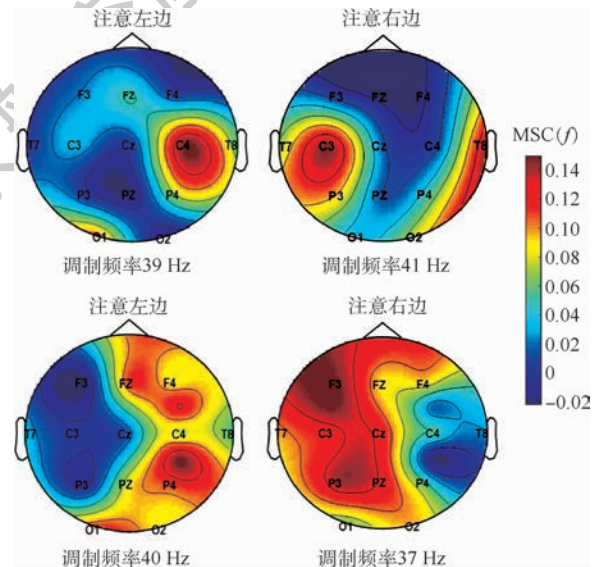 注意左边 注意右边
F3 FZ F4 F3 FZ F4
T7 C3 Cz C4 T8 T7 C3 Cz C4 T8
P3 PZ P4 P3 PZ P4
O1 O2 O1 O2
调制频率39 Hz 调制频率41 Hz
注意左边 注意右边
F3 FZ F4 F3 FZ F4
T7 C3 Cz C4 T8 T7 C3 Cz C4 T8
P3 PZ P4 P3 PZ P4
O1 O2 O1 O2
调制频率40 Hz 调制频率37 Hz
MSC(f)
0.14
0.12
0.10
0.08
0.06
0.04
0.02
0
−0.02